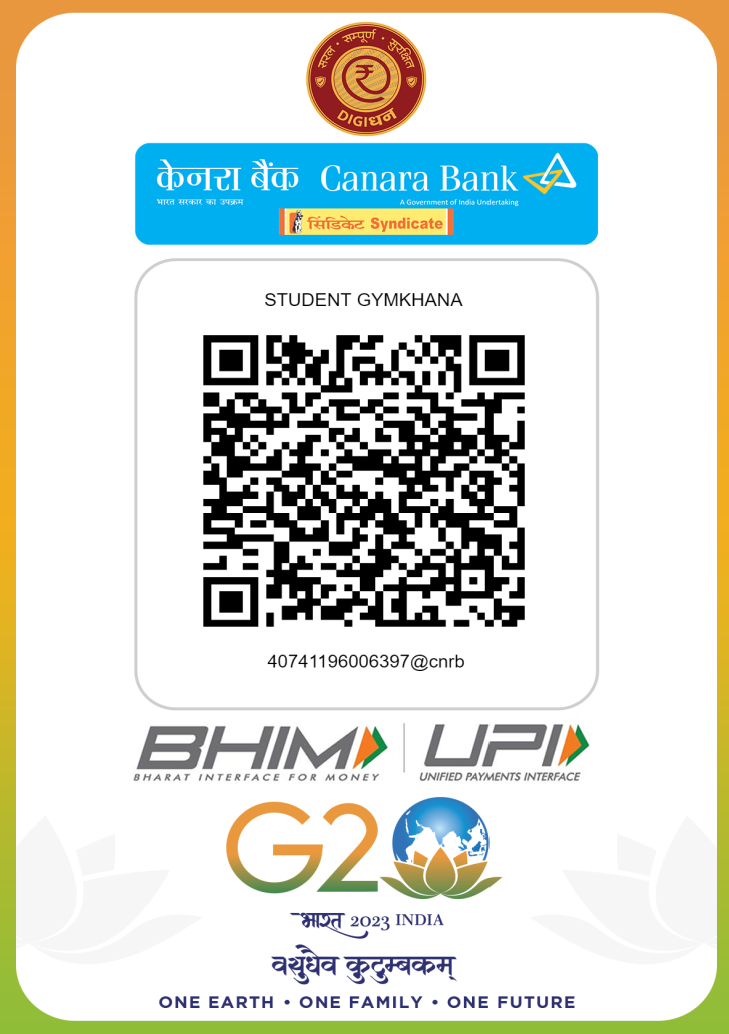 सरल • सम्पूर्ण • सुरक्षित
DIGIधन
केनरा बैंक Canara Bank
भारत सरकार का उपक्रम A Government of India Undertaking
सिंडिकेट Syndicate
STUDENT GYMKHANA
40741196006397@cnrb
BHIM UPI
BHARAT INTERFACE FOR MONEY UNIFIED PAYMENTS INTERFACE
G20
भारत 2023 INDIA
वसुधैव कुटुम्बकम्
ONE EARTH • ONE FAMILY • ONE FUTURE